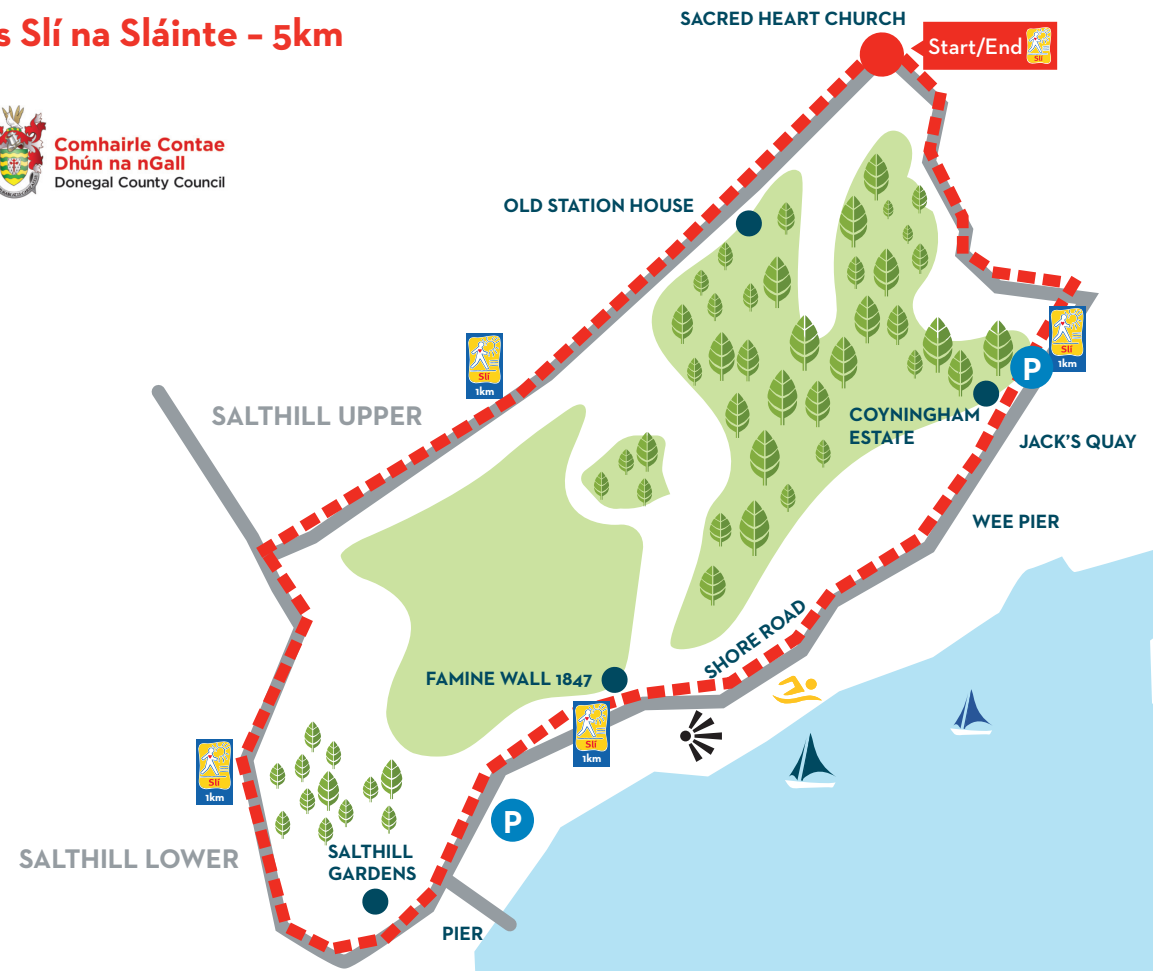 s Slí na Sláinte – 5km
Comhairle Contae
Dhún na nGall
Donegal County Council
SACRED HEART CHURCH
Start/End
Slí
OLD STATION HOUSE
Slí
1km
SALTHILL UPPER
Slí
1km
P
COYNINGHAM
ESTATE
JACK'S QUAY
WEE PIER
SHORE ROAD
FAMINE WALL 1847
Slí
1km
Slí
1km
P
SALTHILL LOWER
SALTHILL
GARDENS
PIER